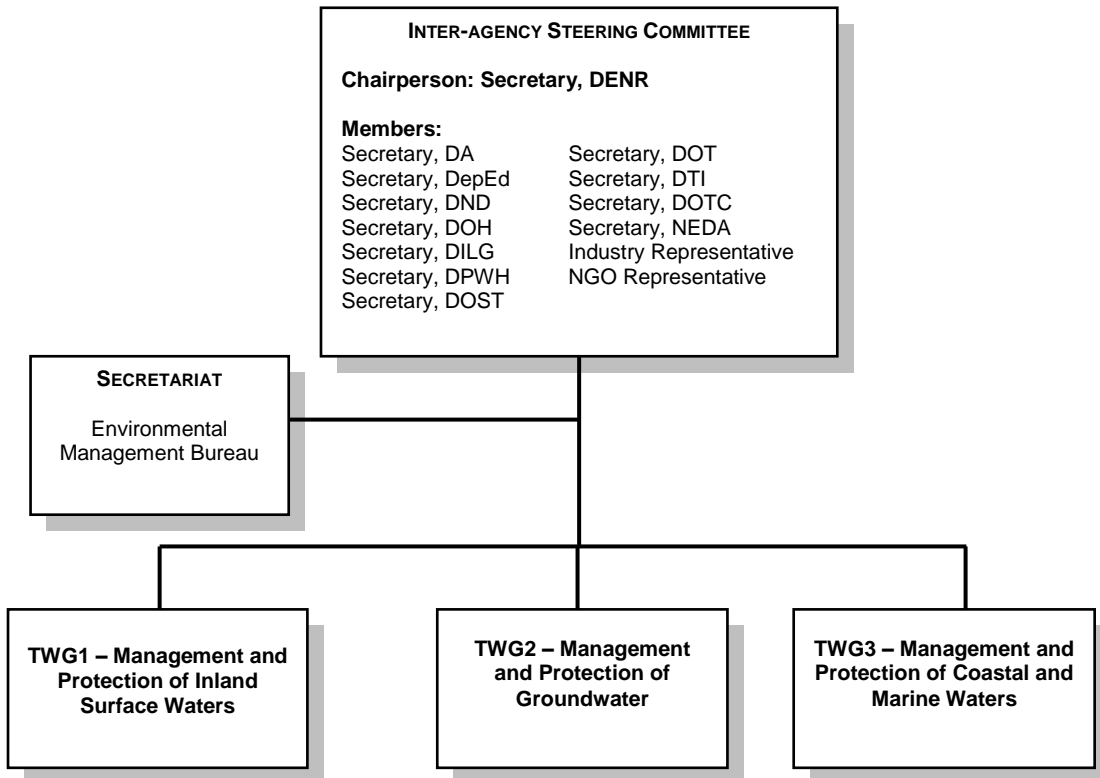 INTER-AGENCY STEERING COMMITTEE
Chairperson: Secretary, DENR
Members:
Secretary, DA
Secretary, DepEd
Secretary, DND
Secretary, DOH
Secretary, DILG
Secretary, DPWH
Secretary, DOST
Secretary, DOT
Secretary, DTI
Secretary, DOTC
Secretary, NEDA
Industry Representative
NGO Representative
SECRETARIAT
Environmental
Management Bureau
TWG1 – Management and
Protection of Inland
Surface Waters
TWG2 – Management
and Protection of
Groundwater
TWG3 – Management and
Protection of Coastal and
Marine Waters